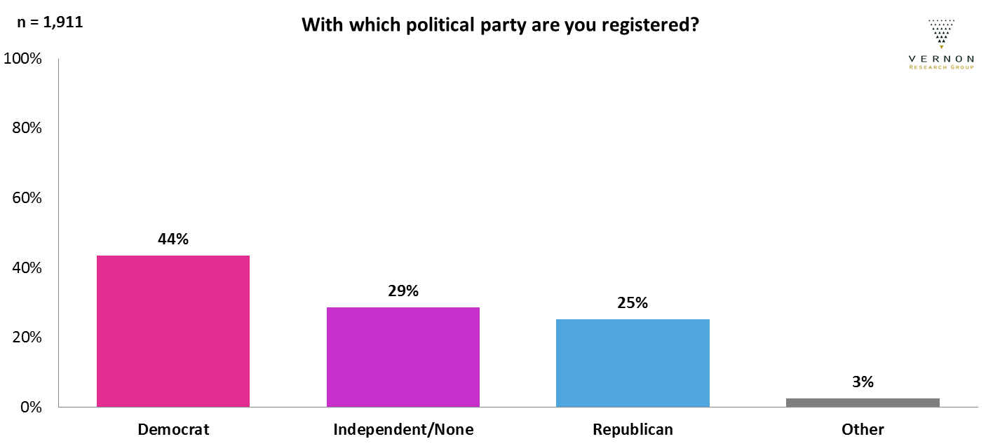 n = 1,911
With which political party are you registered?
VERNON
RESEARCH GROUP
100%
80%
60%
40%
20%
0%
44%
29%
25%
3%
Democrat
Independent/None
Republican
Other